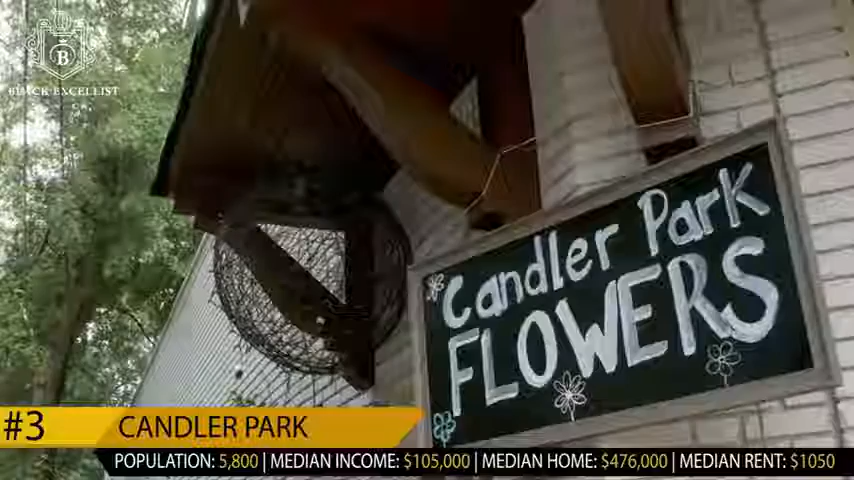 B
BLACK EXCELLIST
Candler Park
FLOWERS
#3 CANDLER PARK
POPULATION: 5,800 | MEDIAN INCOME: $105,000 | MEDIAN HOME: $476,000 | MEDIAN RENT: $1050